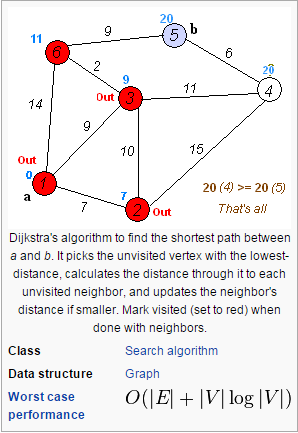 20
11
9
5
b
6
6
2
9
20
Out
3
11
4
14
9
10
15
Out
0
1
a
7
7
2
Out
20 (4) >= 20 (5)
That's all
Dijkstra's algorithm to find the shortest path between
a and b. It picks the unvisited vertex with the lowest-
distance, calculates the distance through it to each
unvisited neighbor, and updates the neighbor's
distance if smaller. Mark visited (set to red) when
done with neighbors.
Class Search algorithm
Data structure Graph
Worst case O(|E| + |V| log |V|)
performance